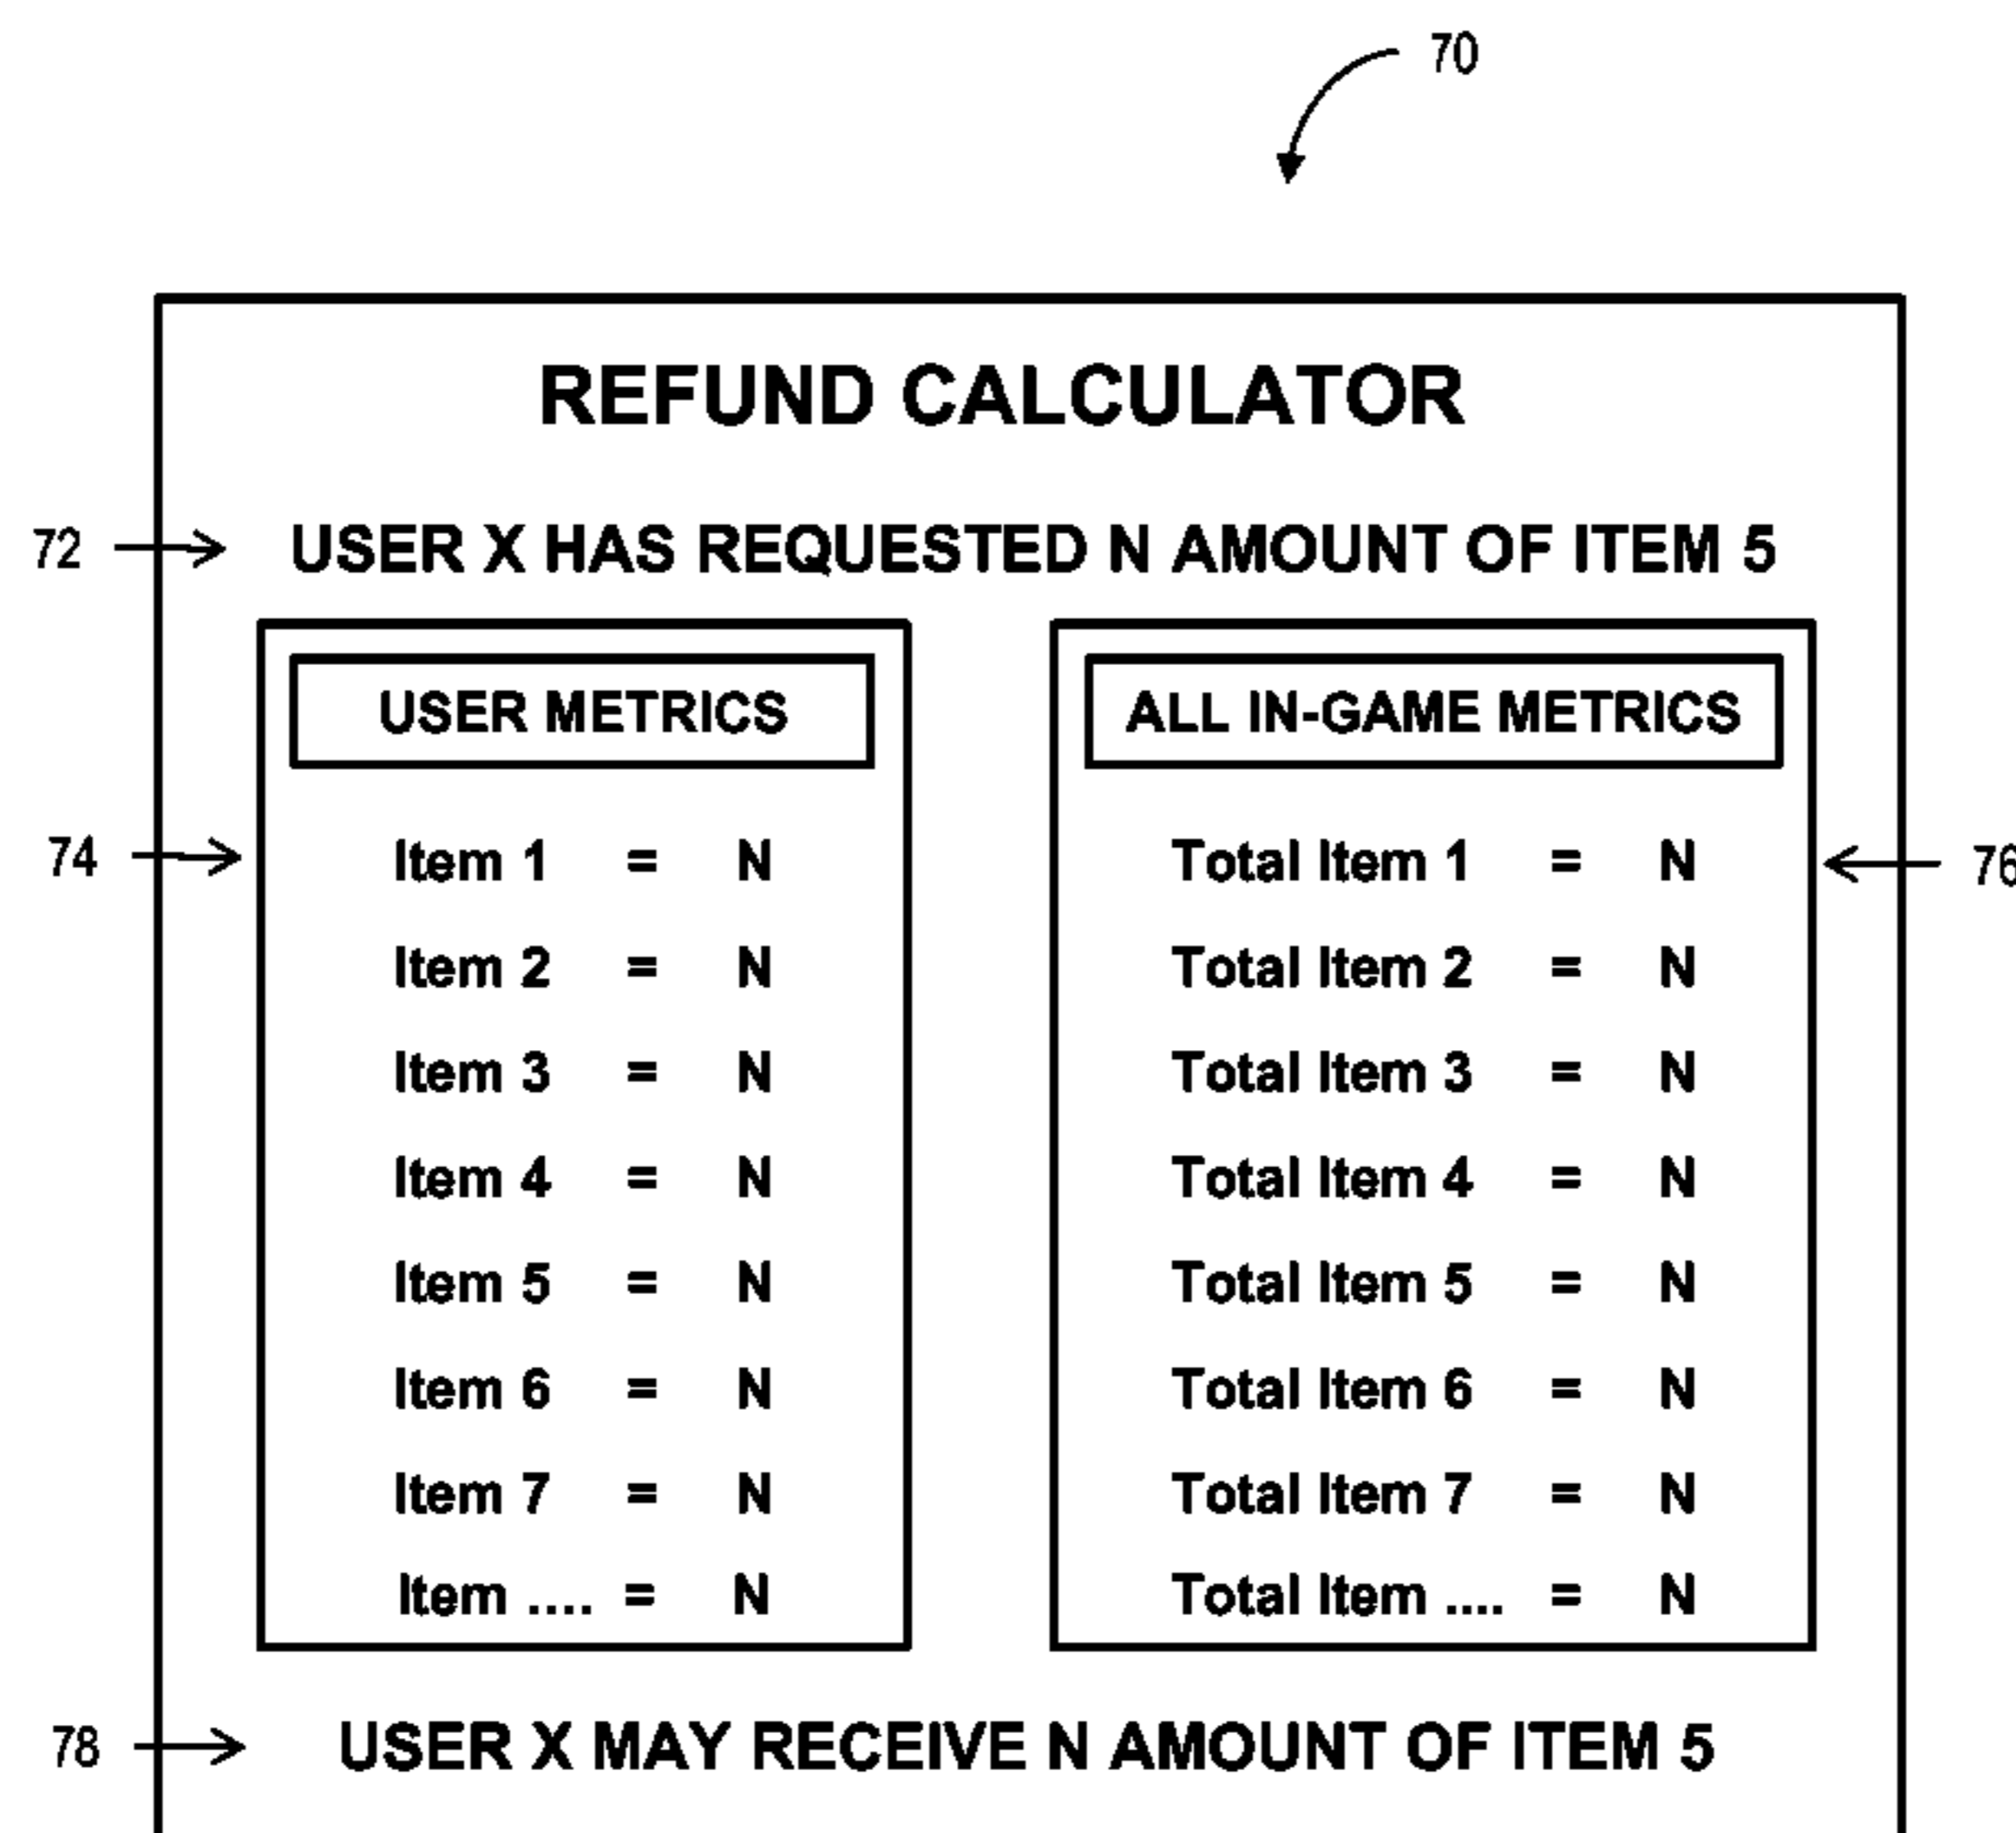 70
REFUND CALCULATOR
72 USER X HAS REQUESTED N AMOUNT OF ITEM 5
USER METRICS
74
Item 1 = N
Item 2 = N
Item 3 = N
Item 4 = N
Item 5 = N
Item 6 = N
Item 7 = N
Item .... = N
ALL IN-GAME METRICS
Total Item 1 = N
76
Total Item 2 = N
Total Item 3 = N
Total Item 4 = N
Total Item 5 = N
Total Item 6 = N
Total Item 7 = N
Total Item .... = N
78 USER X MAY RECEIVE N AMOUNT OF ITEM 5